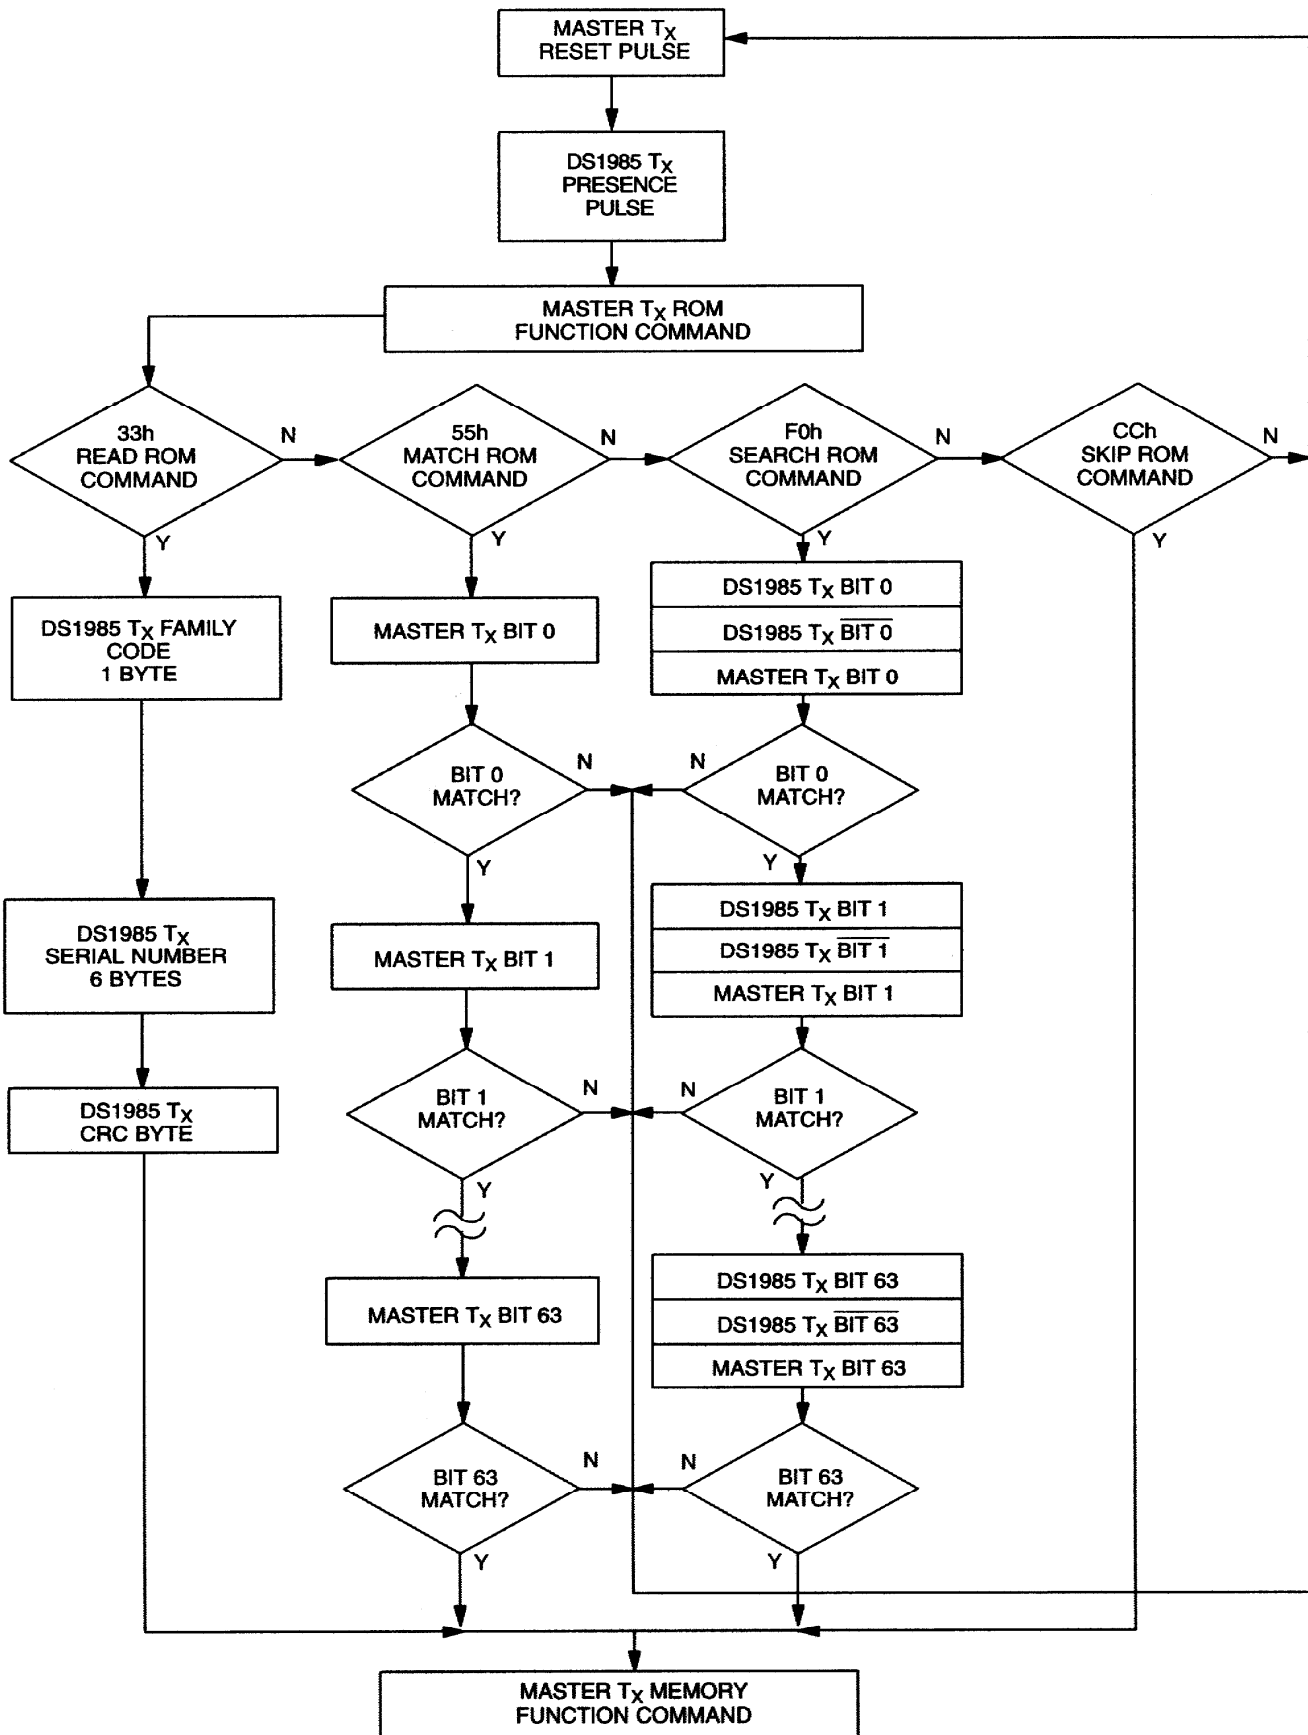 MASTER TX
RESET PULSE
DS1985 TX
PRESENCE
PULSE
MASTER TX ROM
FUNCTION COMMAND
33h
READ ROM
COMMAND
N
Y
55h
MATCH ROM
COMMAND
N
Y
F0h
SEARCH ROM
COMMAND
N
Y
CCh
SKIP ROM
COMMAND
N
Y
DS1985 TX FAMILY
CODE
1 BYTE
MASTER TX BIT 0
DS1985 TX BIT 0
DS1985 TX BIT 0
MASTER TX BIT 0
BIT 0
MATCH?
N
Y
N
BIT 0
MATCH?
Y
DS1985 TX
SERIAL NUMBER
6 BYTES
MASTER TX BIT 1
DS1985 TX BIT 1
DS1985 TX BIT 1
MASTER TX BIT 1
DS1985 TX
CRC BYTE
BIT 1
MATCH?
N
Y
N
BIT 1
MATCH?
Y
MASTER TX BIT 63
DS1985 TX BIT 63
DS1985 TX BIT 63
MASTER TX BIT 63
BIT 63
MATCH?
N
Y
N
BIT 63
MATCH?
Y
MASTER TX MEMORY
FUNCTION COMMAND